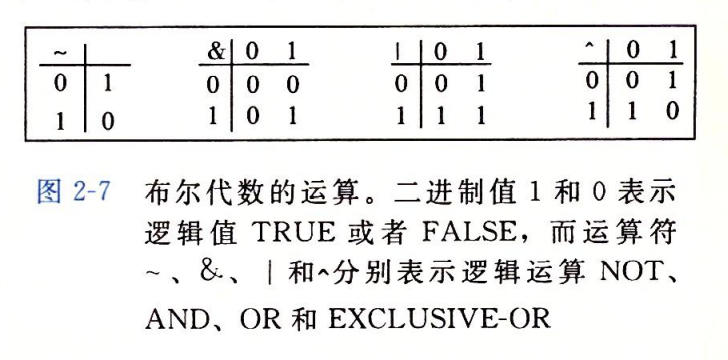 ~ & 0 1 | 0 1 ^ 0 1
0 1 0 0 0 0 0 1 0 0 1
1 0 1 0 1 1 1 1 1 1 0
图 2-7 布尔代数的运算。二进制值 1 和 0 表示
逻辑值 TRUE 或者 FALSE，而运算符
~、&、| 和^分别表示逻辑运算 NOT、
AND、OR 和 EXCLUSIVE-OR